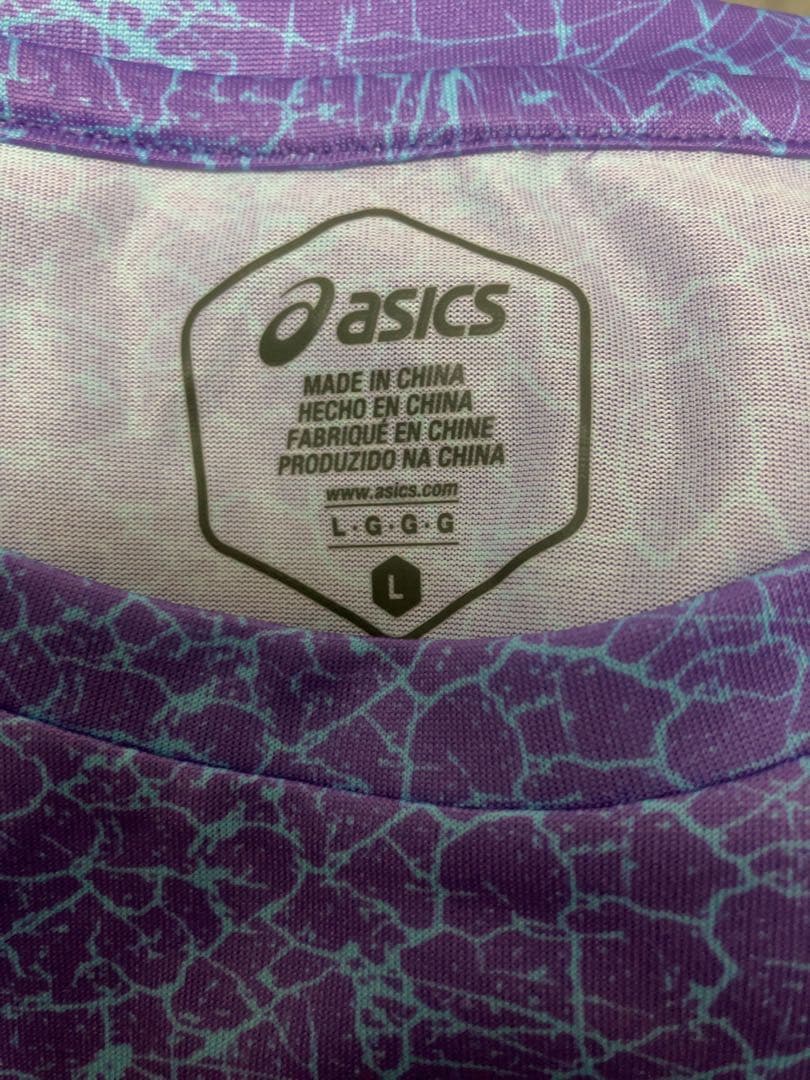 asics
MADE IN CHINA
HECHO EN CHINA
FABRIQUÉ EN CHINE
PRODUZIDO NA CHINA
www.asics.com
L·G·G·G
L